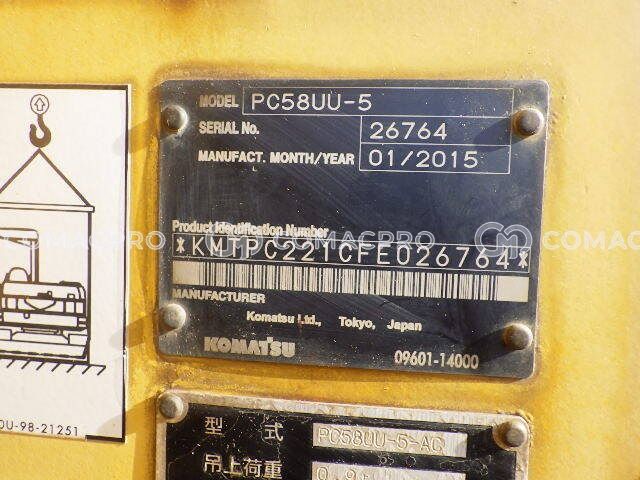 MODEL PC58UU-5
SERIAL No. 26764
MANUFACT. MONTH/YEAR 01/2015
Product Identification Number
*KMTPC221CFE026764*
MANUFACTURER
Komatsu Ltd., Tokyo, Japan
KOMATSU
09601-14000
0U-98-21251
型式 PC58UU-5-AC
吊上荷重
COMACPRO COMACPRO COMAC